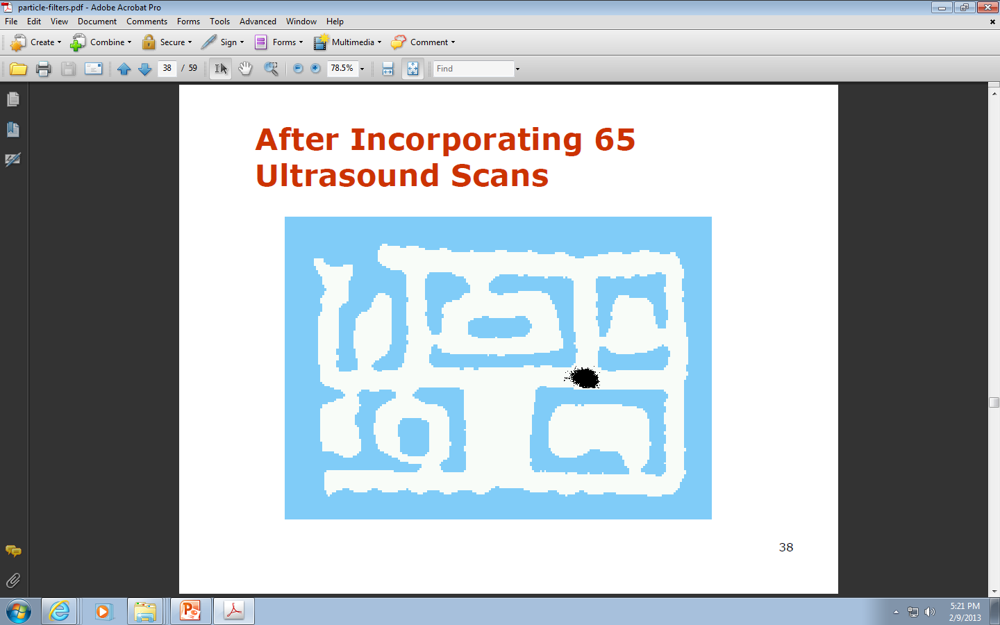 particle-filters.pdf - Adobe Acrobat Pro
File Edit View Document Comments Forms Tools Advanced Window Help
Create Combine Secure Sign Forms Multimedia Comment
38 / 59 78.5% Find
After Incorporating 65
Ultrasound Scans
38
5:21 PM
2/9/2013